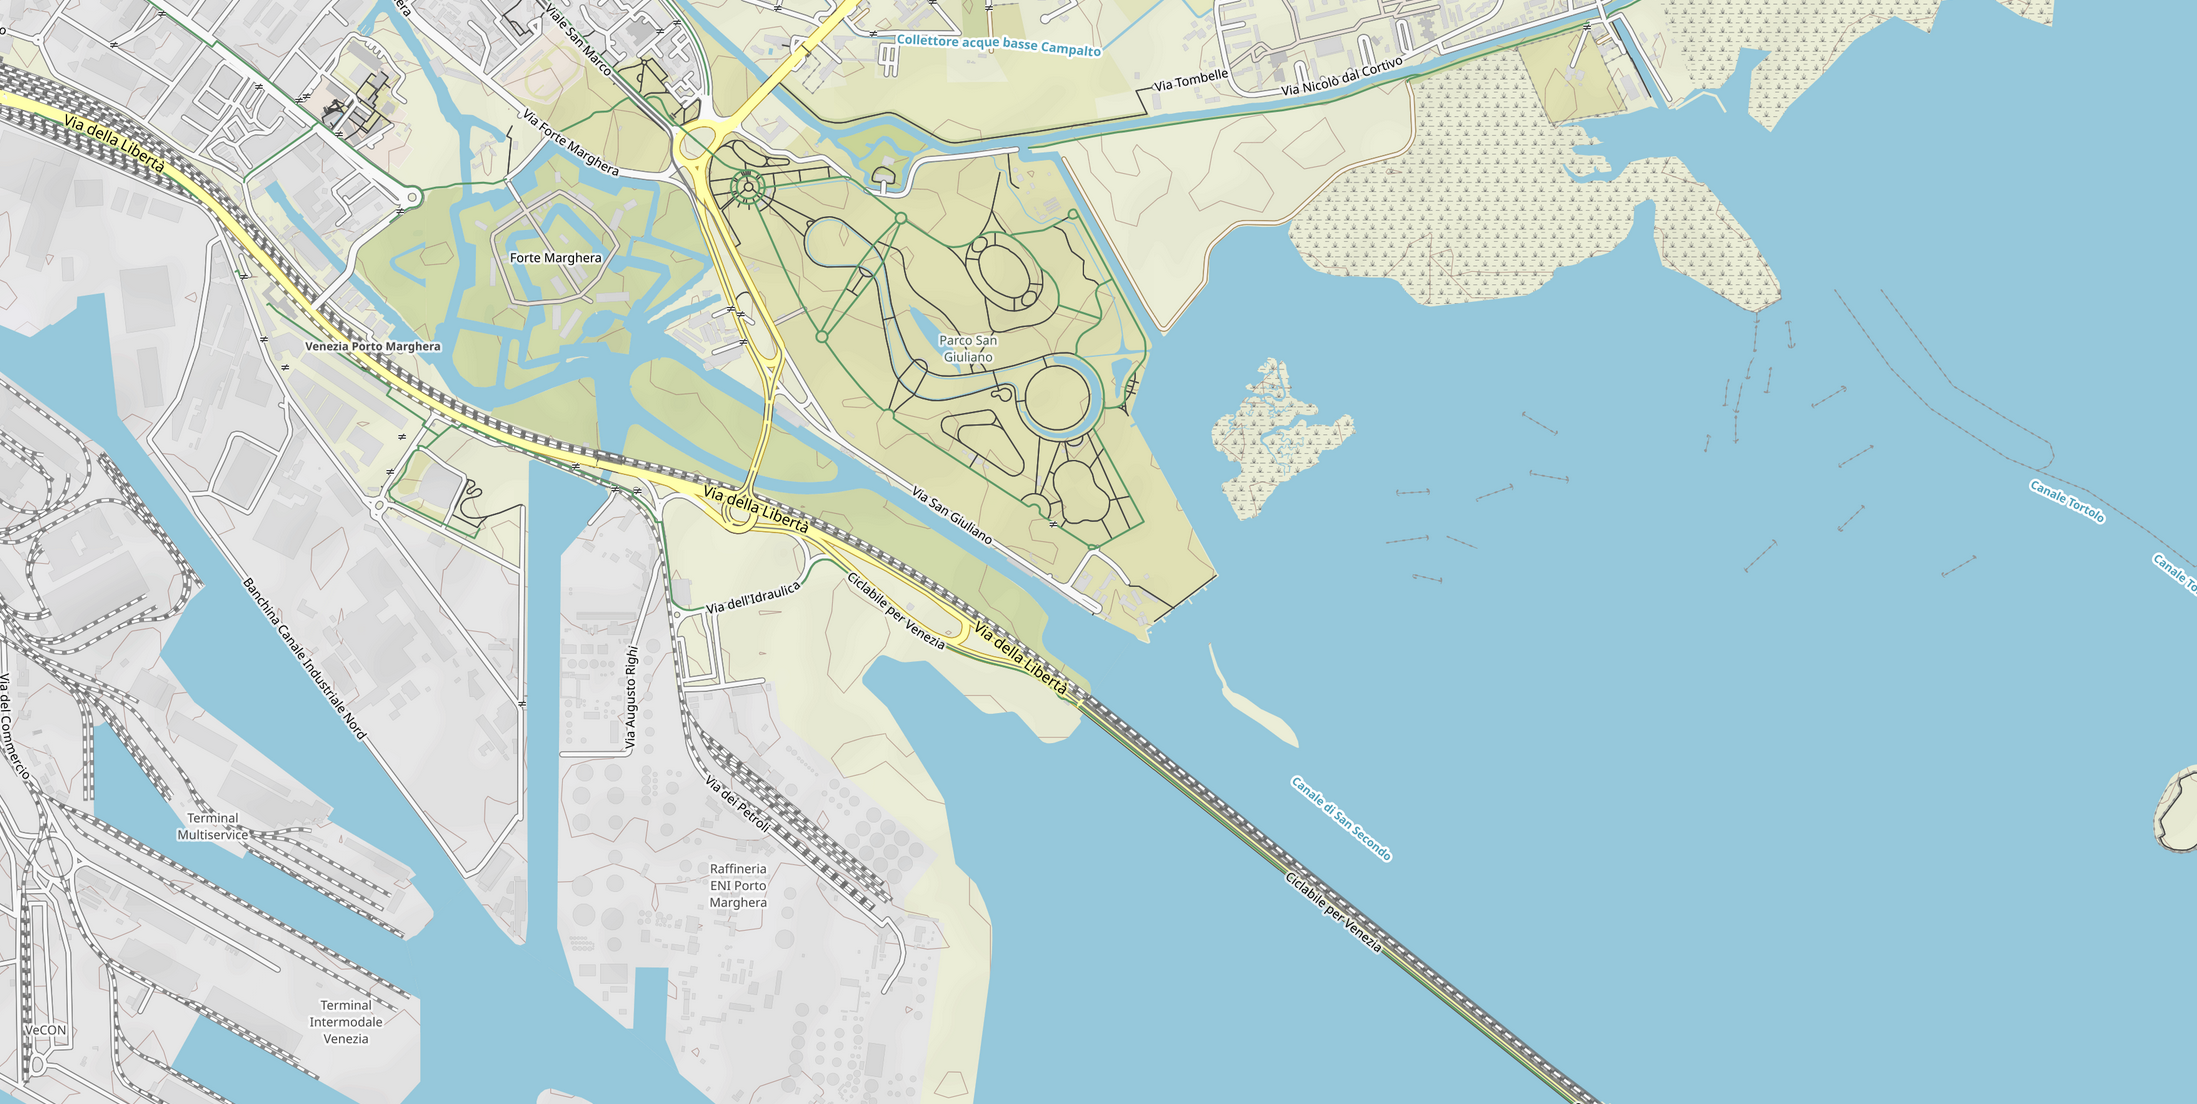 Viale San Marco
Collettore acque basse Campalto
Via Tombelle
Via Nicolò dal Cortivo
Via della Libertà
Via Forte Marghera
Forte Marghera
Venezia Porto Marghera
Parco San
Giuliano
Canale Tortolo
Via della Libertà
Via San Giuliano
Canale To
Banchina Canale Industriale Nord
Via dell'Idraulica
Ciclabile per Venezia
Via della Libertà
Via Augusto Righi
Via del Commercio
Via dei Petroli
Canale di San Secondo
Terminal
Multiservice
Raffineria
ENI Porto
Marghera
Ciclabile per Venezia
Terminal
Intermodale
Venezia
VeCON